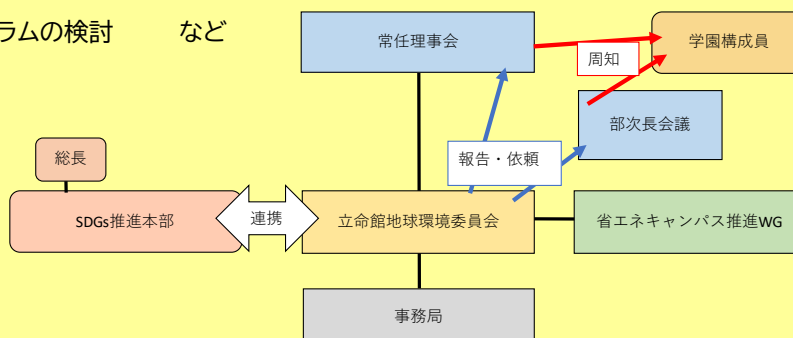 ラムの検討　　など
常任理事会
学園構成員
周知
部次長会議
報告・依頼
総長
SDGs推進本部
連携
立命館地球環境委員会
省エネキャンパス推進WG
事務局